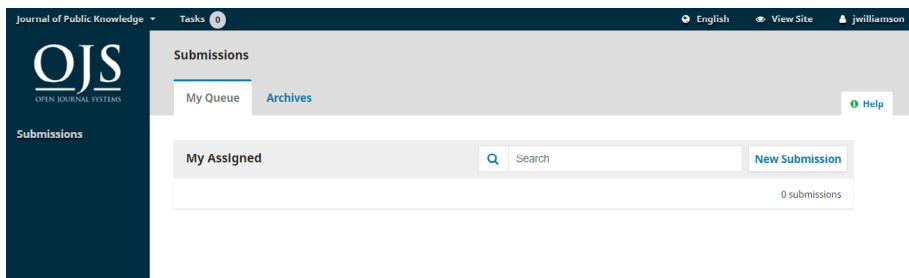 Journal of Public Knowledge Tasks 0 English View Site jwilliamson
OJS
OPEN JOURNAL SYSTEMS
Submissions
Submissions
My Queue Archives
Help
My Assigned Search New Submission
0 submissions